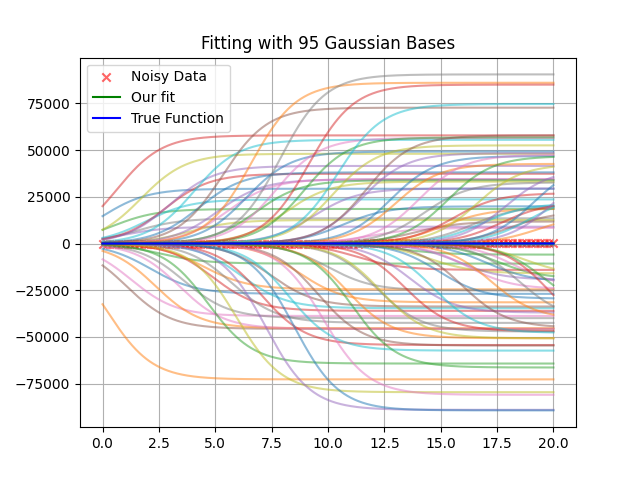 Fitting with 95 Gaussian Bases
Noisy Data
Our fit
True Function
75000
50000
25000
0
−25000
−50000
−75000
0.0 2.5 5.0 7.5 10.0 12.5 15.0 17.5 20.0